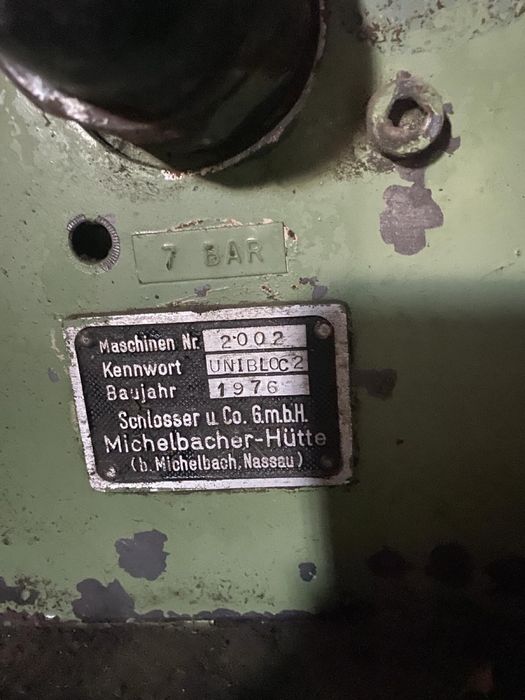 7 BAR
Maschinen Nr. 2002
Kennwort UNIBLOC2
Baujahr 1976
Schlosser u. Co. G.m.b.H.
Michelbacher-Hütte
(b. Michelbach, Nassau)